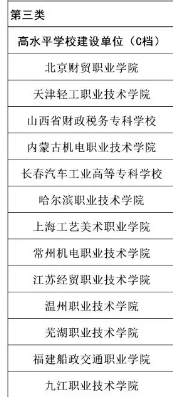 第三类
高水平学校建设单位（C档）
北京财贸职业学院
天津轻工职业技术学院
山西省财政税务专科学校
内蒙古机电职业技术学院
长春汽车工业高等专科学校
哈尔滨职业技术学院
上海工艺美术职业学院
常州机电职业技术学院
江苏经贸职业技术学院
温州职业技术学院
芜湖职业技术学院
福建船政交通职业学院
九江职业技术学院